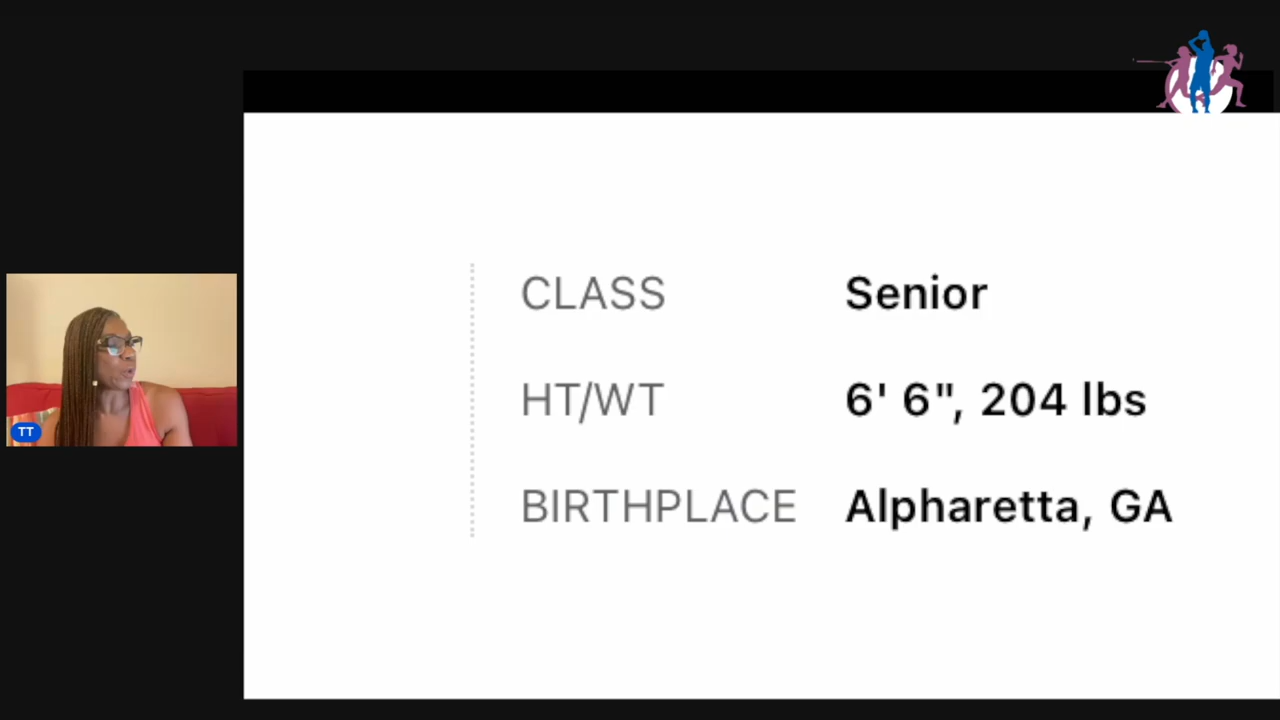 CLASS Senior
HT/WT 6' 6", 204 lbs
BIRTHPLACE Alpharetta, GA
TT